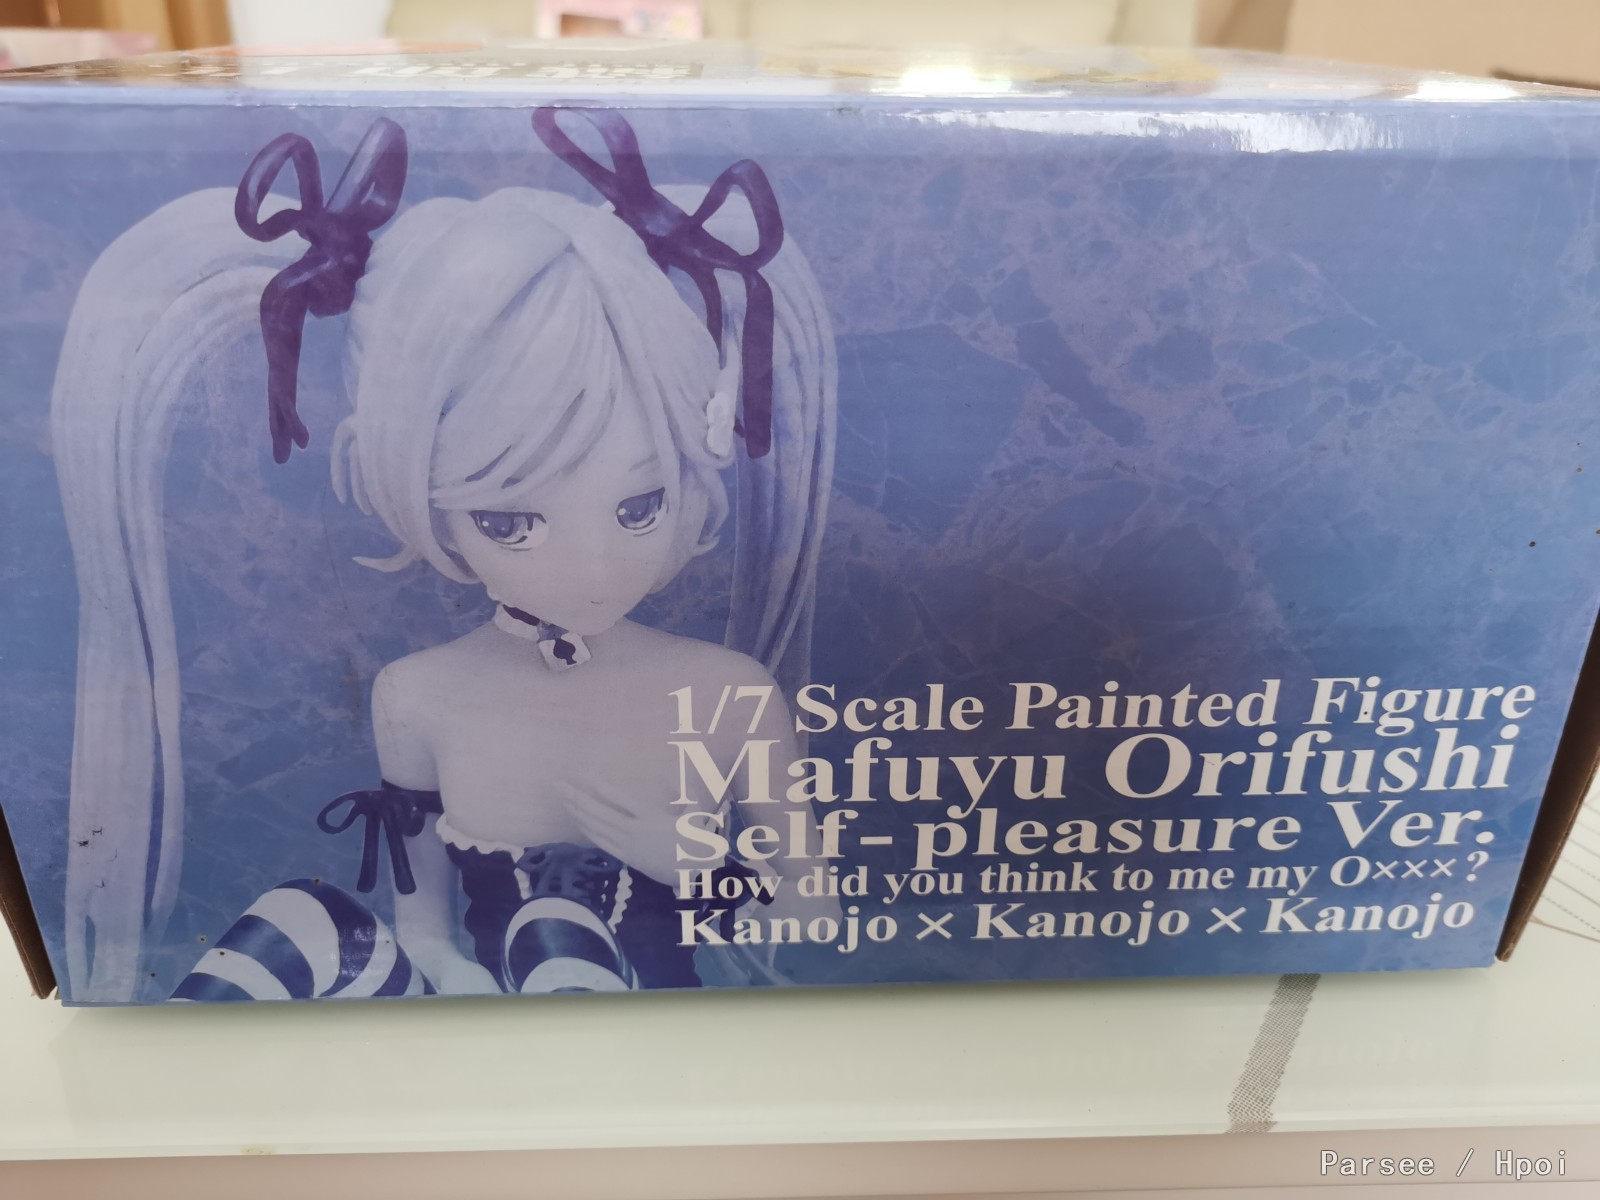 1/7 Scale Painted Figure
Mafuyu Orifushi
Self-pleasure Ver.
How did you think to me my O×××?
Kanojo × Kanojo × Kanojo
Parsee / Hpoi